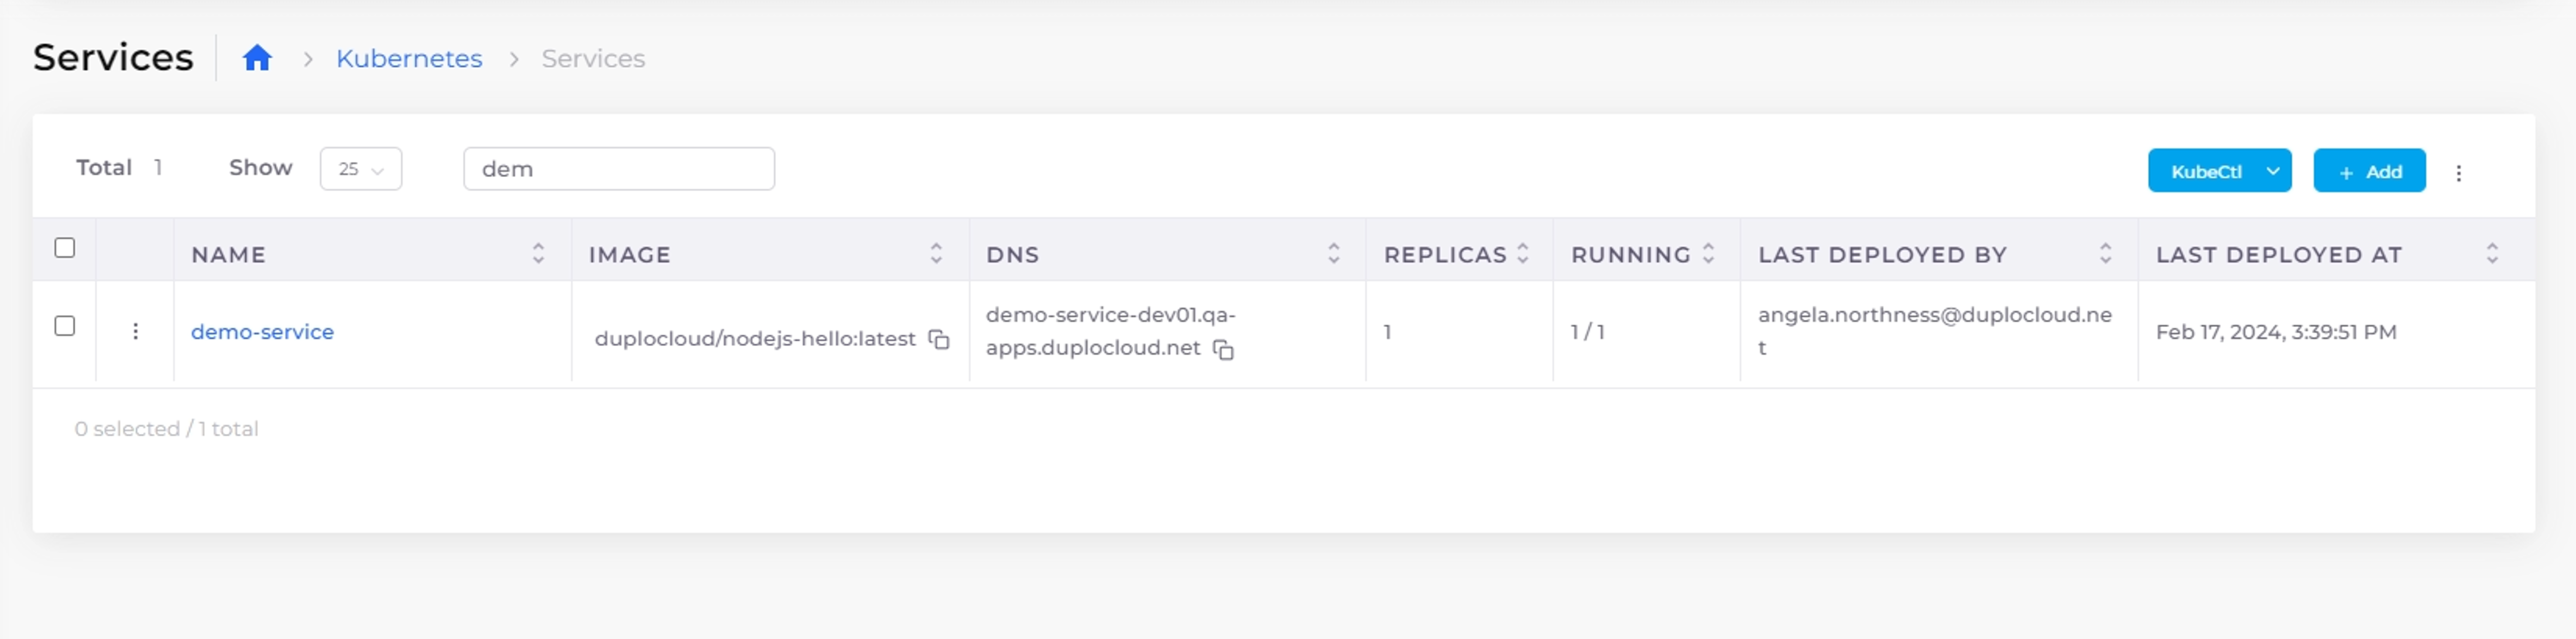 Services Kubernetes Services
Total 1 Show 25 dem KubeCtl + Add
NAME IMAGE DNS REPLICAS RUNNING LAST DEPLOYED BY LAST DEPLOYED AT
demo-service duplocloud/nodejs-hello:latest demo-service-dev01.qa- 1 1 / 1 angela.northness@duplocloud.ne Feb 17, 2024, 3:39:51 PM
apps.duplocloud.net t
0 selected / 1 total